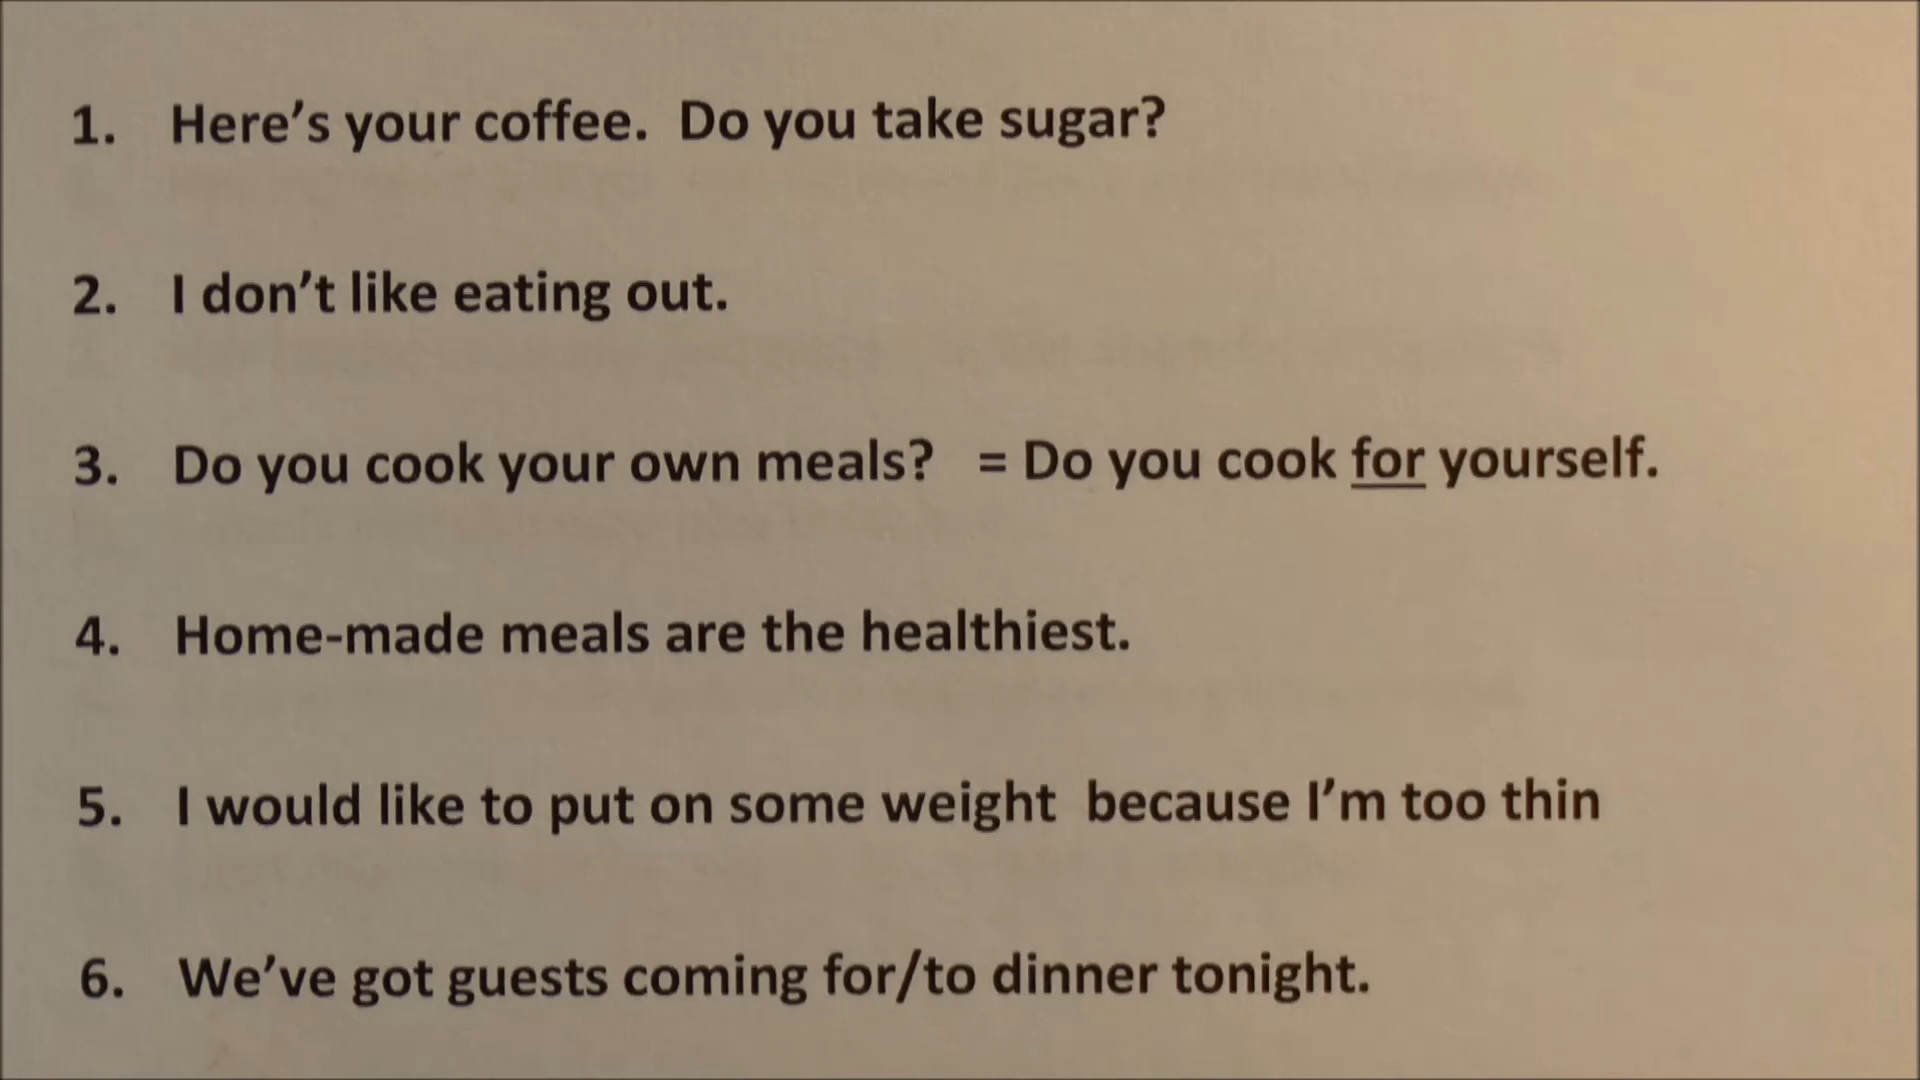 1. Here's your coffee. Do you take sugar?
2. I don't like eating out.
3. Do you cook your own meals? = Do you cook for yourself.
4. Home-made meals are the healthiest.
5. I would like to put on some weight because I'm too thin
6. We've got guests coming for/to dinner tonight.